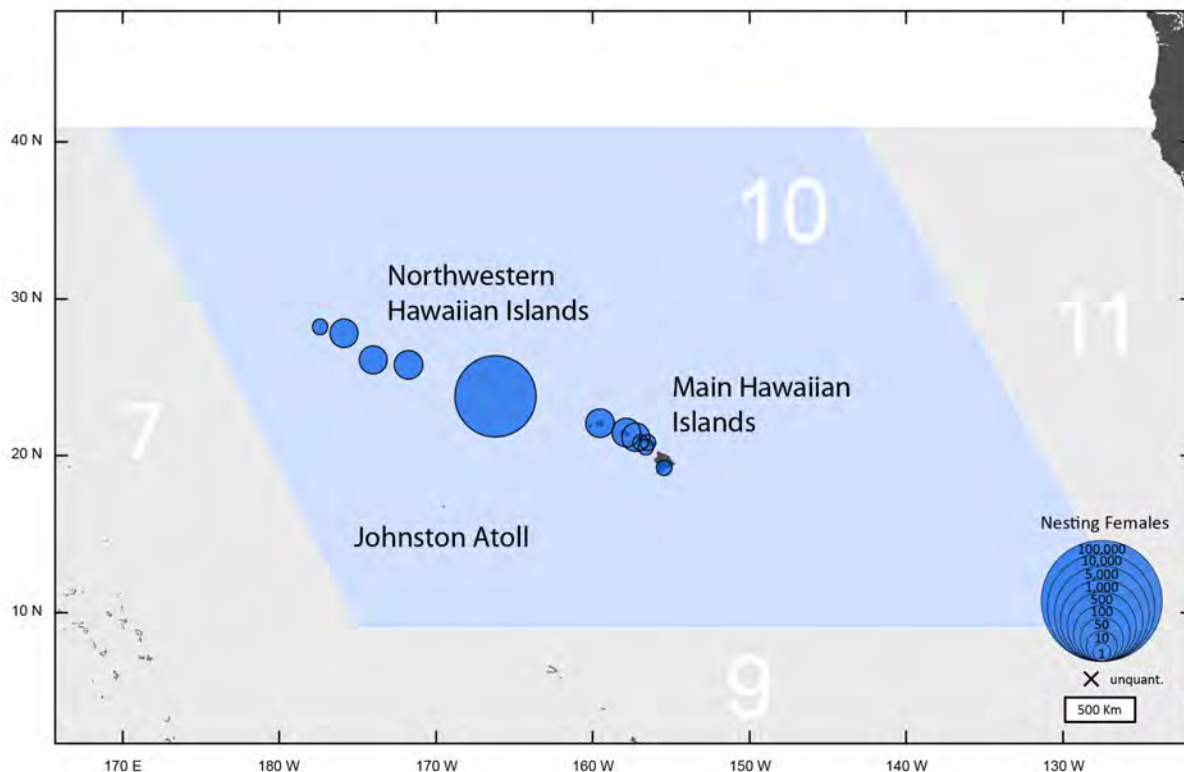 40 N
10
Northwestern
Hawaiian Islands
30 N
11
Main Hawaiian
Islands
7
20 N
Johnston Atoll
Nesting Females
100,000
10,000
5,000
1,000
500
100
50
10
1
10 N
9
unquant.
500 Km
170 E 180 W 170 W 160 W 150 W 140 W 130 W